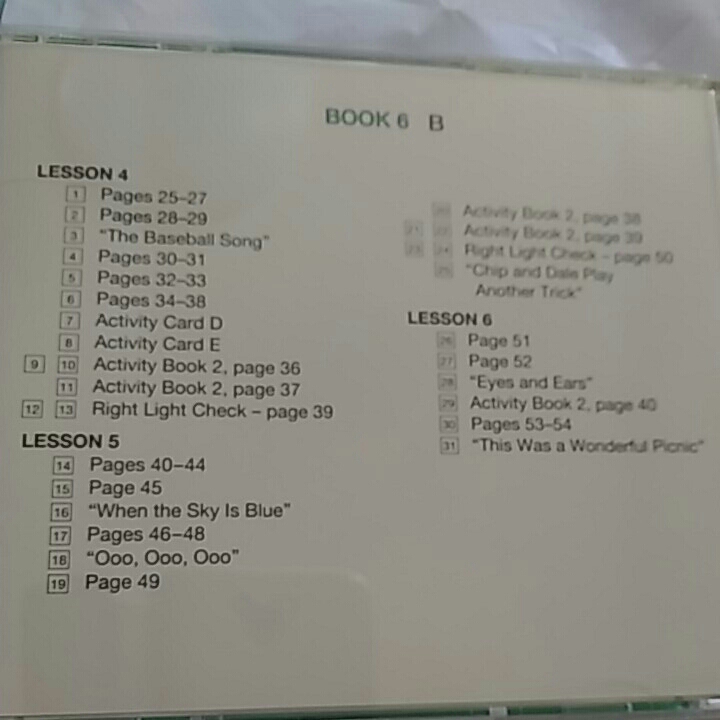 BOOK 6 B
LESSON 4
1 Pages 25–27
2 Pages 28–29
3 “The Baseball Song”
4 Pages 30–31
5 Pages 32–33
6 Pages 34–38
7 Activity Card D
8 Activity Card E
9 10 Activity Book 2, page 36
11 Activity Book 2, page 37
12 13 Right Light Check – page 39
LESSON 5
14 Pages 40–44
15 Page 45
16 “When the Sky Is Blue”
17 Pages 46–48
18 “Ooo, Ooo, Ooo”
19 Page 49
20 Activity Book 2, page 38
21 22 Activity Book 2, page 39
23 24 Right Light Check – page 50
25 “Chip and Dale Play
Another Trick”
LESSON 6
26 Page 51
27 Page 52
28 “Eyes and Ears”
29 Activity Book 2, page 40
30 Pages 53–54
31 “This Was a Wonderful Picnic”